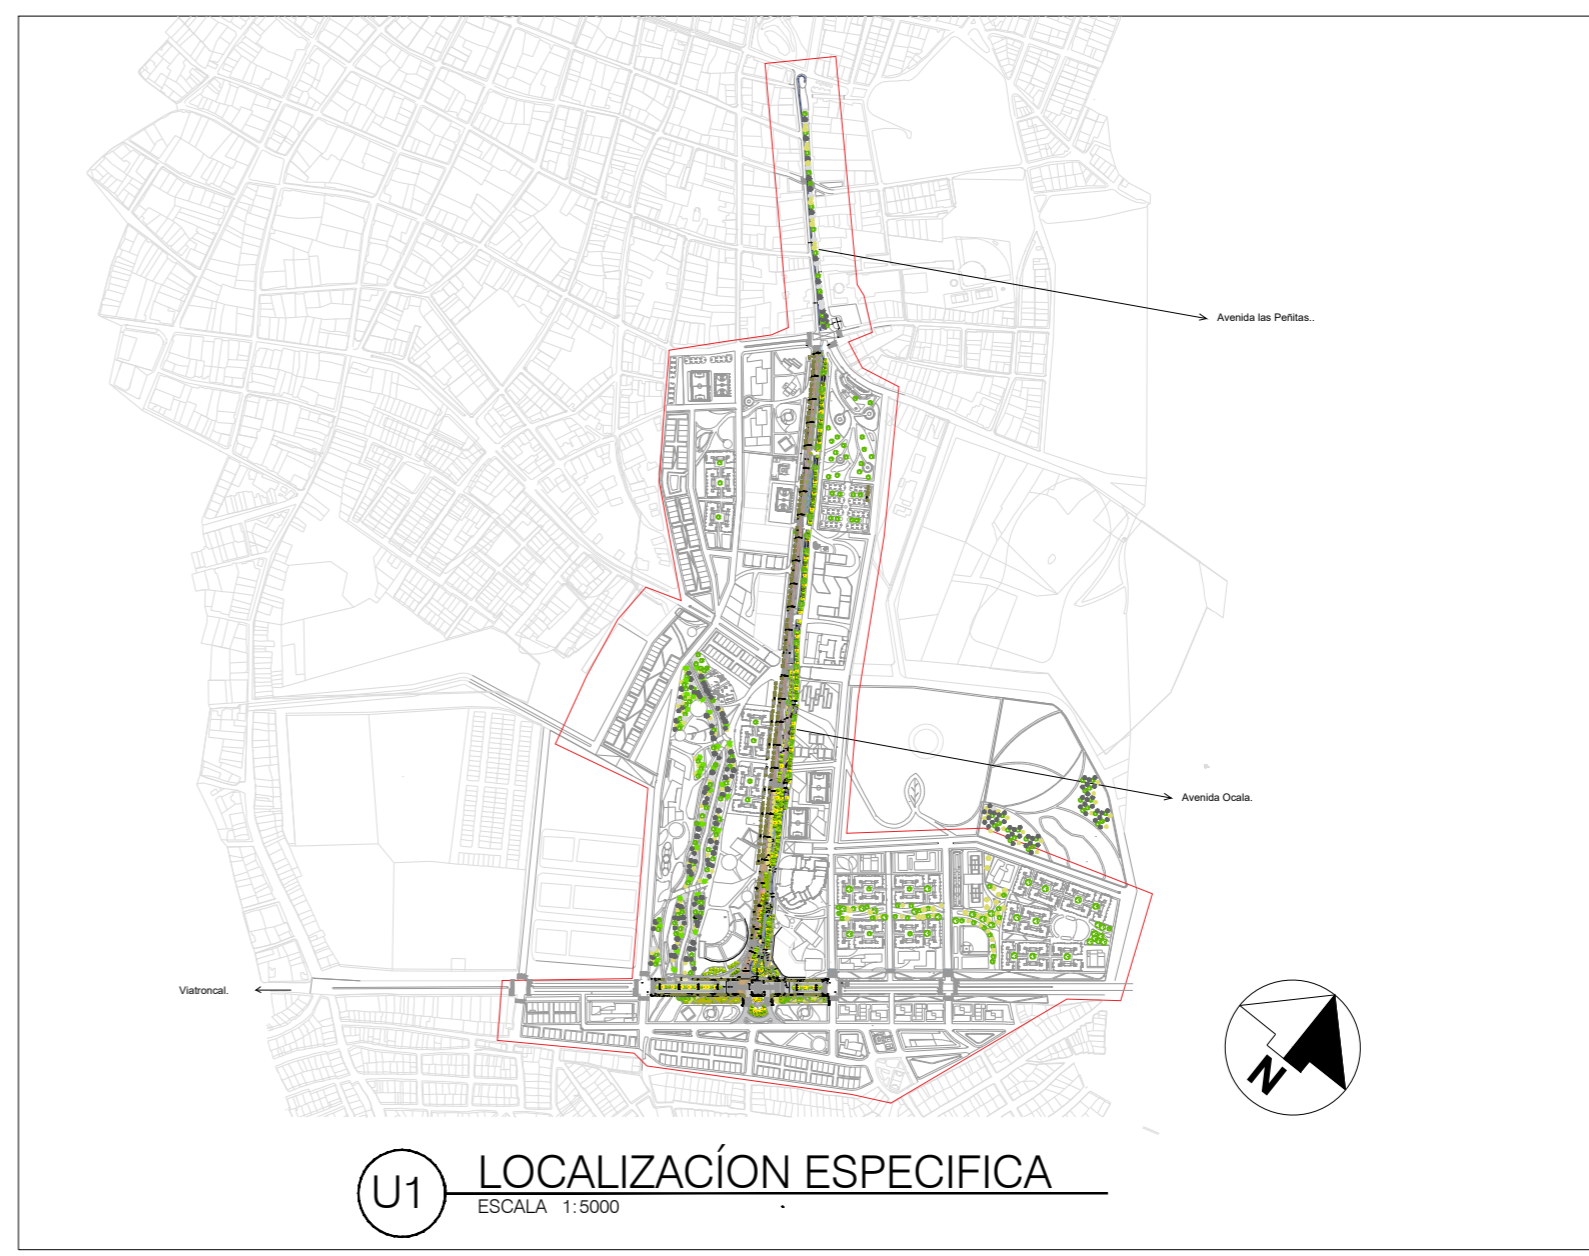 Avenida las Peñitas..
Avenida Ocala.
Viatroncal.
N
U1
LOCALIZACÍON ESPECIFICA
ESCALA 1:5000